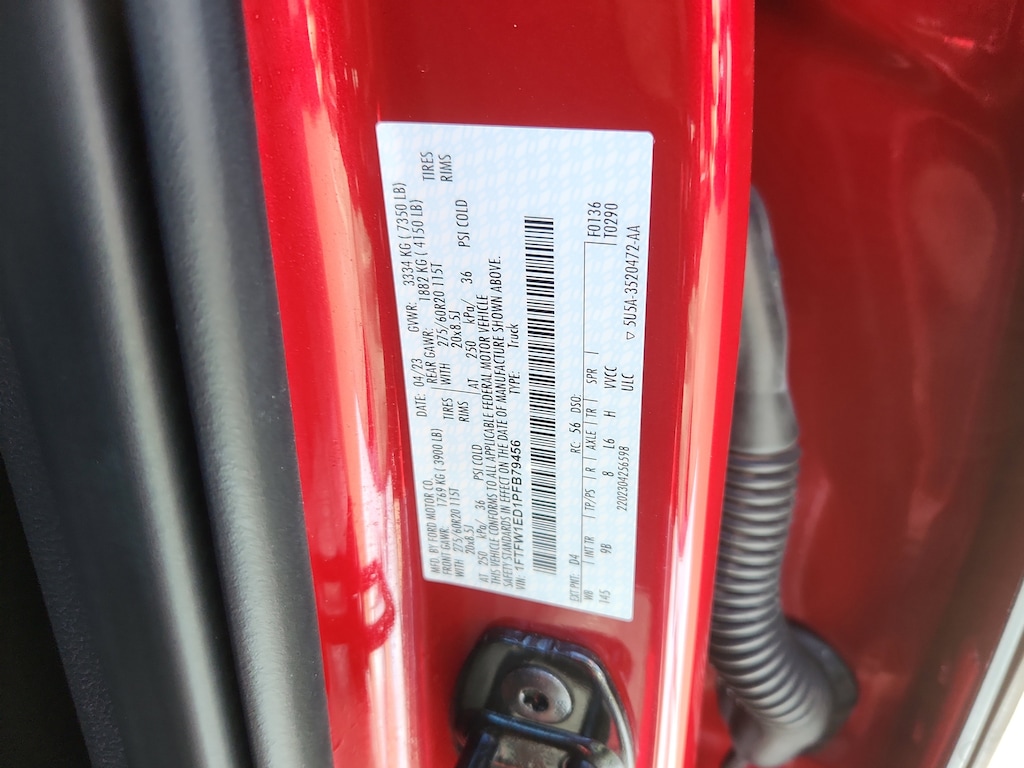 MFD. BY FORD MOTOR CO.
DATE: 04/23 GVWR: 3334 KG ( 7350 LB)
FRONT GAWR: 1769 KG ( 3900 LB) REAR GAWR: 1882 KG ( 4150 LB)
WITH 275/60R20 115T TIRES WITH 275/60R20 115T TIRES
20x8.5J RIMS 20x8.5J RIMS
AT 250 kPa/ 36 PSI COLD AT 250 kPa/ 36 PSI COLD
THIS VEHICLE CONFORMS TO ALL APPLICABLE FEDERAL MOTOR VEHICLE
SAFETY STANDARDS IN EFFECT ON THE DATE OF MANUFACTURE SHOWN ABOVE.
VIN: 1FTFW1ED1PFB79456 TYPE: Truck
F0136
T0290
EXT PNT: D4 RC: 56 DSO:
WB INT TR TP/PS R AXLE TR SPR
145 9B 8 L6 H VVCC
2202304256598 ULC ▽ 5U5A-3520472-AA